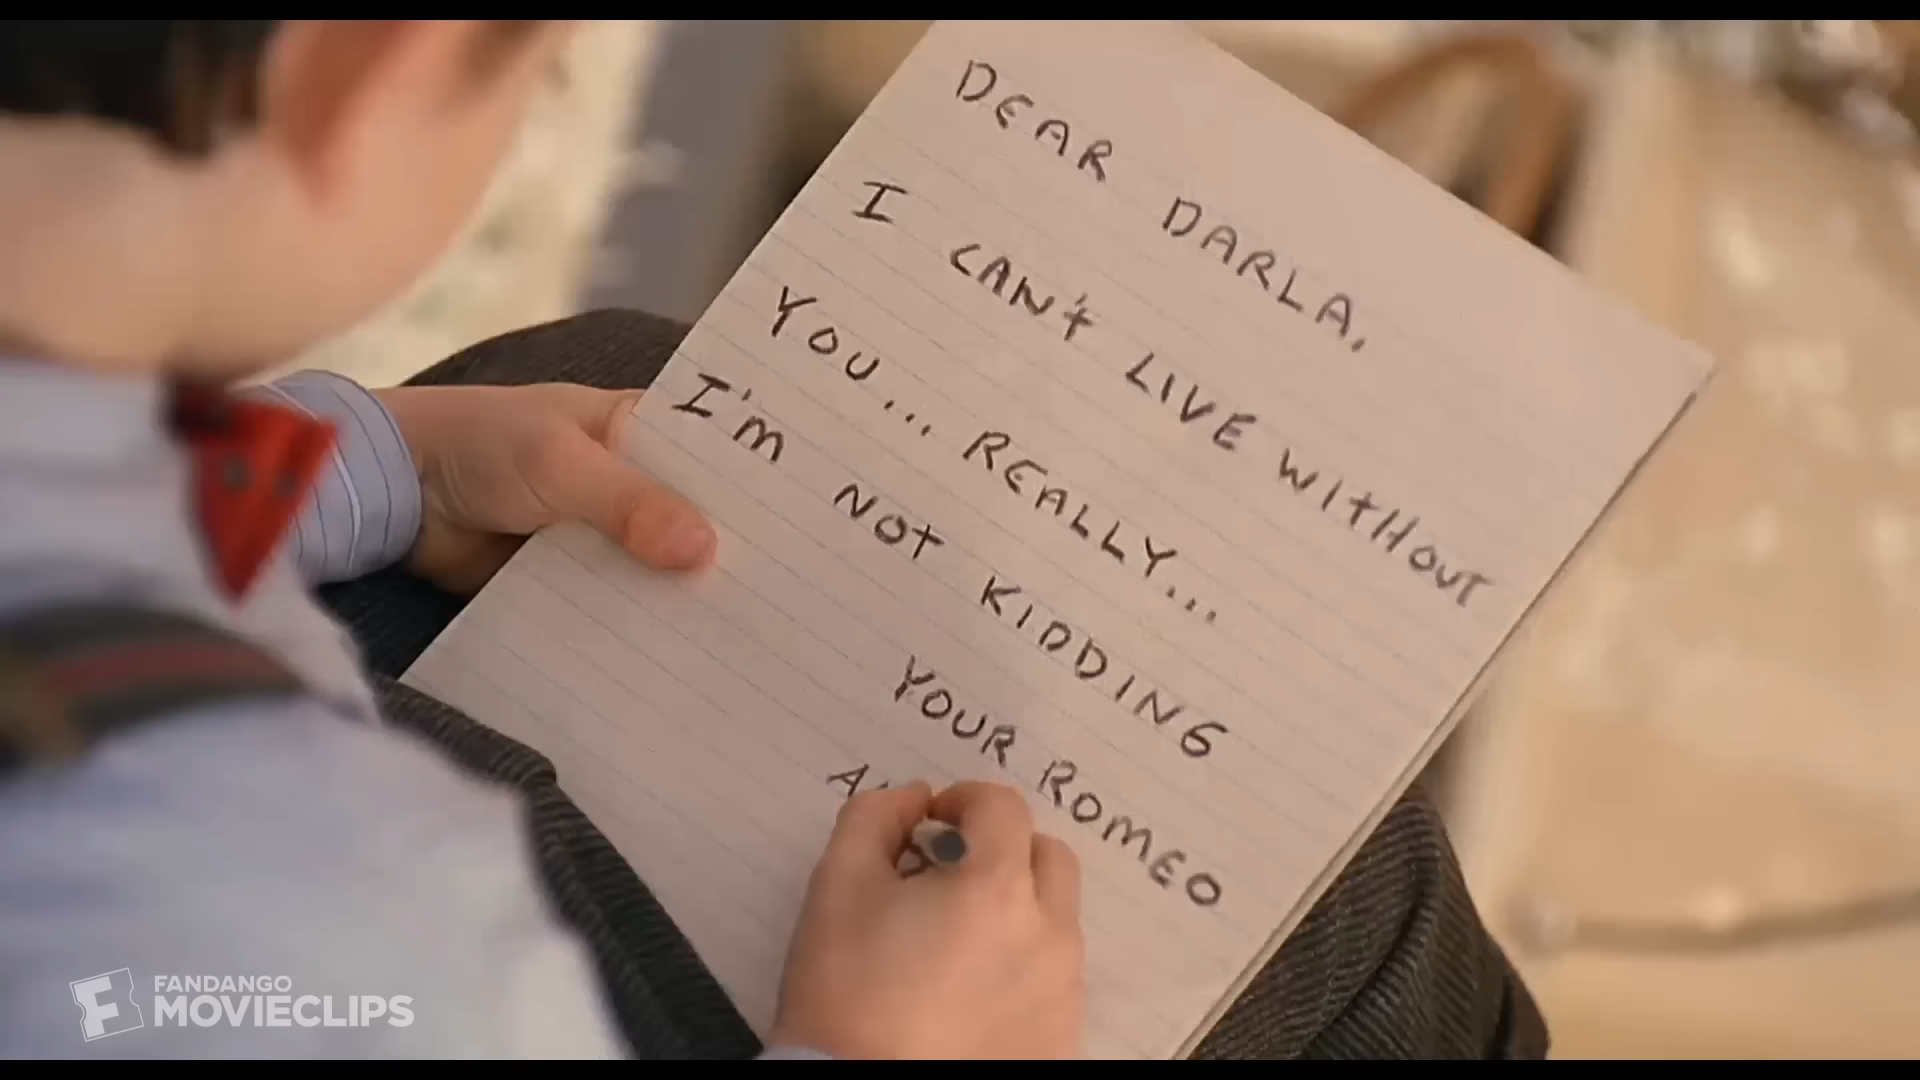 DEAR DARLA,
I CAN't LIVE WITHOUT
YOU... REALLY...
I'M NOT KIDDING
YOUR ROMEO
FANDANGO
MOVIECLIPS